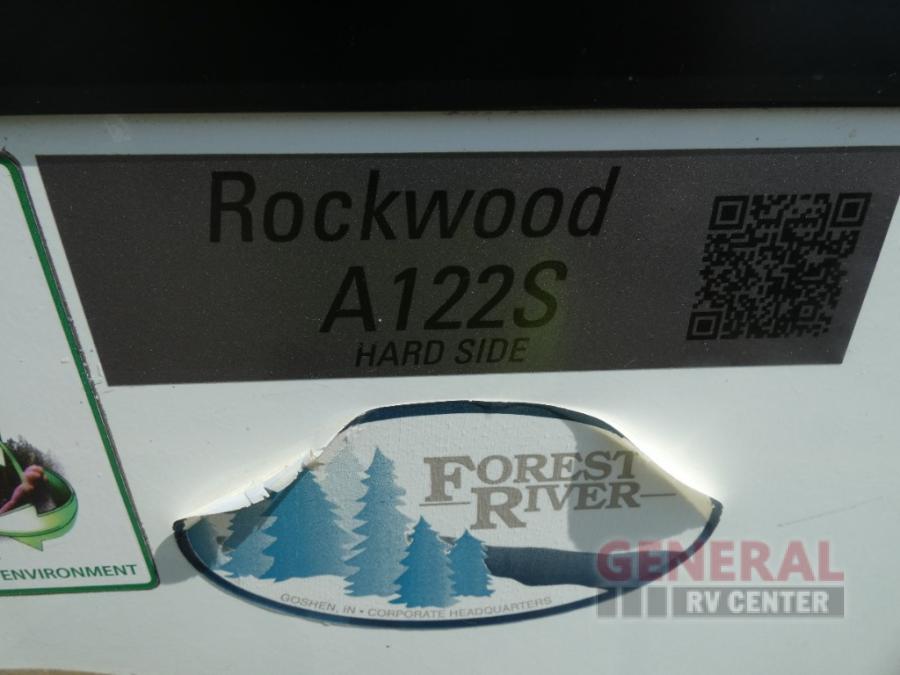 Rockwood
A122S
HARD SIDE
FOREST
RIVER
GOSHEN, IN • CORPORATE HEADQUARTERS
ENVIRONMENT
GENERAL
RV CENTER